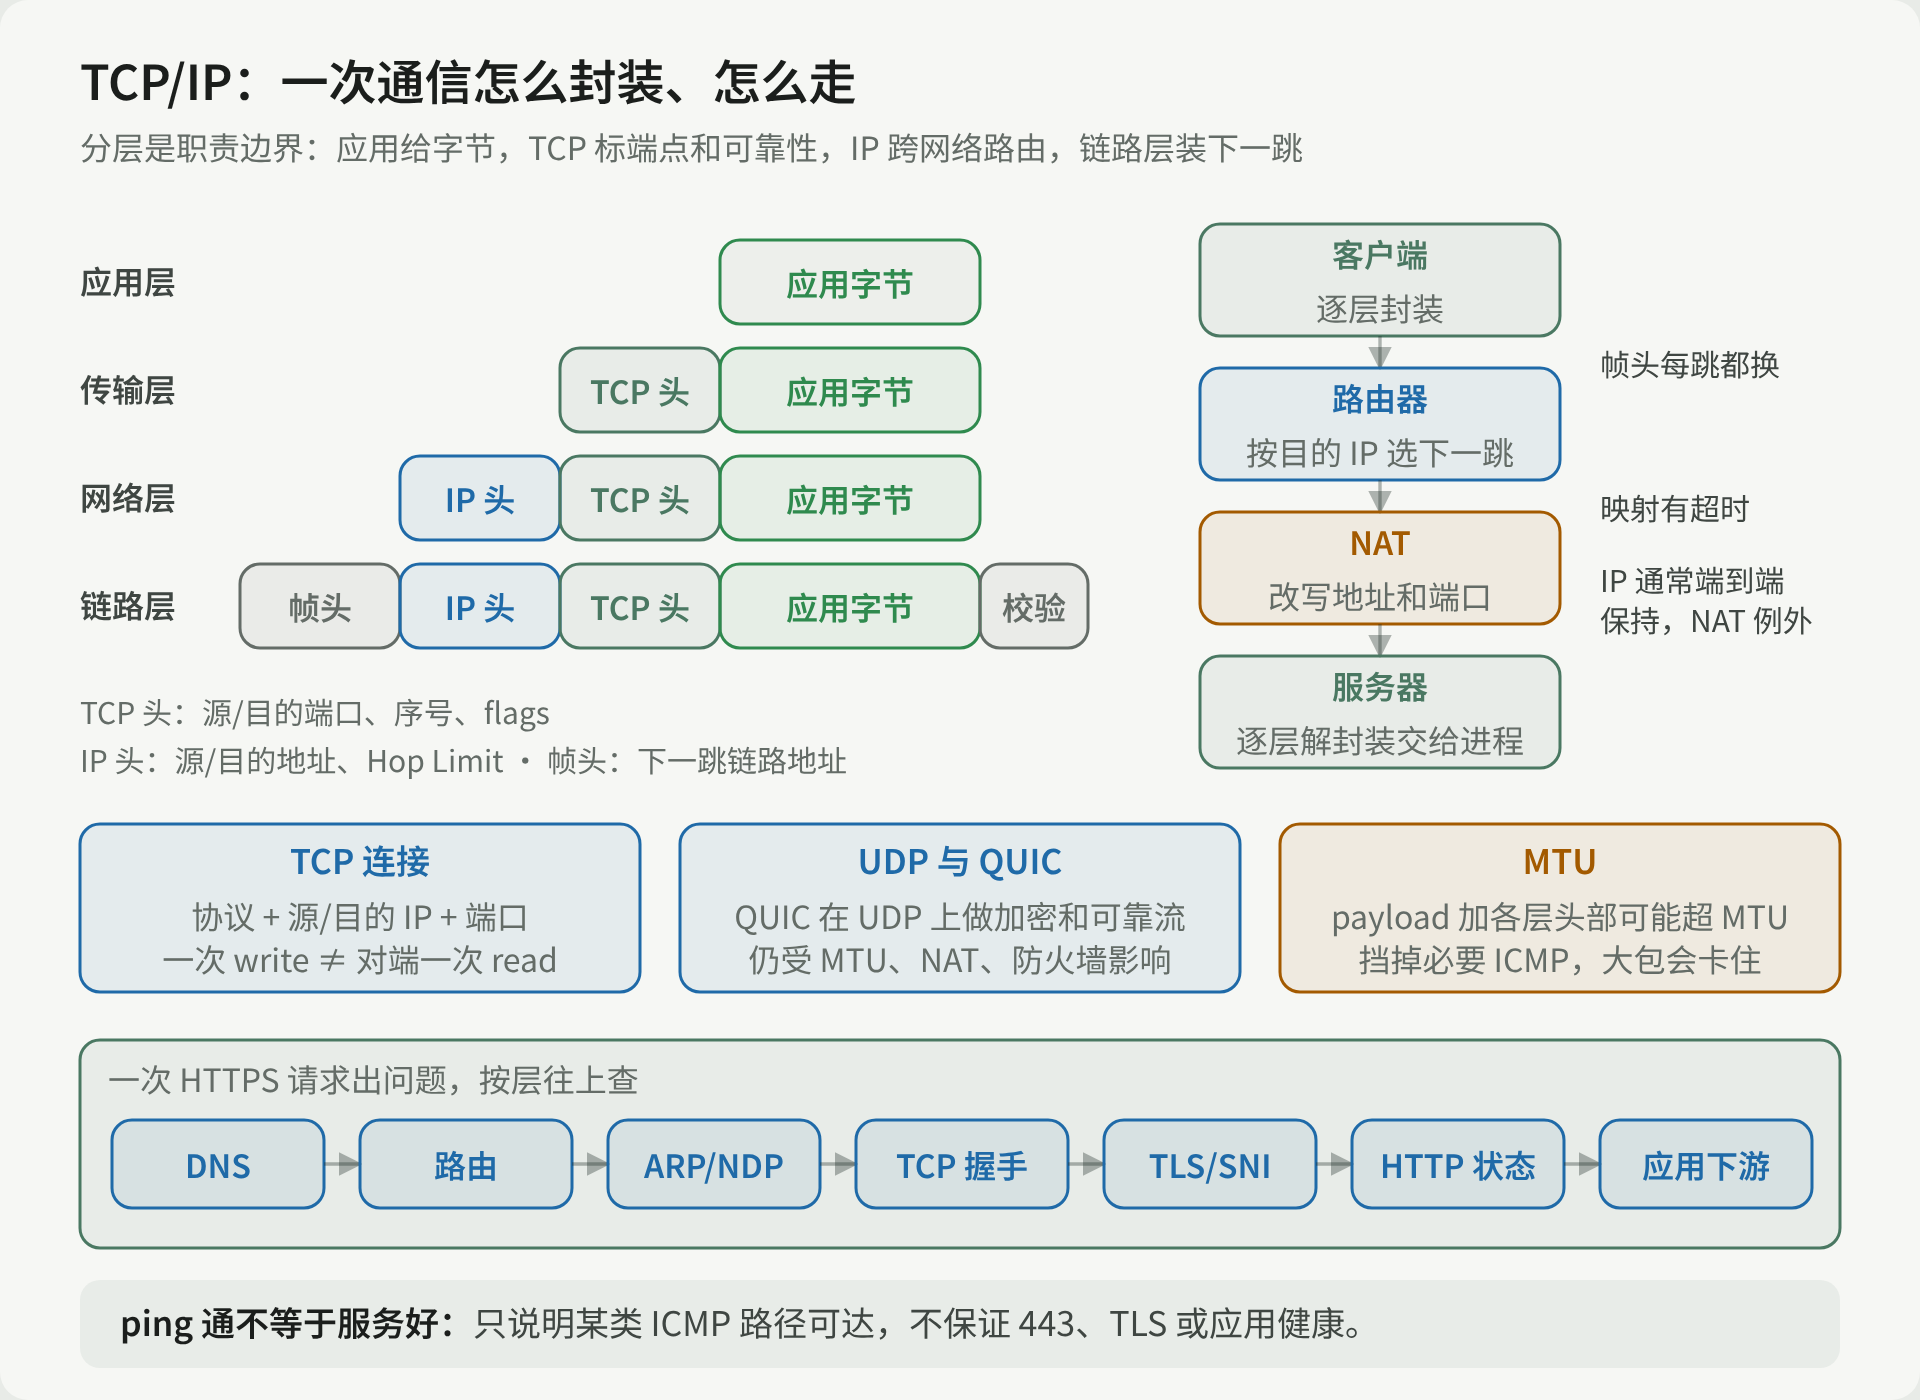 TCP/IP：一次通信怎么封装、怎么走
分层是职责边界：应用给字节，TCP 标端点和可靠性，IP 跨网络路由，链路层装下一跳
应用层
应用字节
传输层
TCP 头
应用字节
网络层
IP 头
TCP 头
应用字节
链路层
帧头
IP 头
TCP 头
应用字节
校验
TCP 头：源/目的端口、序号、flags
IP 头：源/目的地址、Hop Limit · 帧头：下一跳链路地址
客户端
逐层封装
帧头每跳都换
路由器
按目的 IP 选下一跳
映射有超时
NAT
改写地址和端口
IP 通常端到端
保持，NAT 例外
服务器
逐层解封装交给进程
TCP 连接
协议 + 源/目的 IP + 端口
一次 write ≠ 对端一次 read
UDP 与 QUIC
QUIC 在 UDP 上做加密和可靠流
仍受 MTU、NAT、防火墙影响
MTU
payload 加各层头部可能超 MTU
挡掉必要 ICMP，大包会卡住
一次 HTTPS 请求出问题，按层往上查
DNS
路由
ARP/NDP
TCP 握手
TLS/SNI
HTTP 状态
应用下游
ping 通不等于服务好：只说明某类 ICMP 路径可达，不保证 443、TLS 或应用健康。